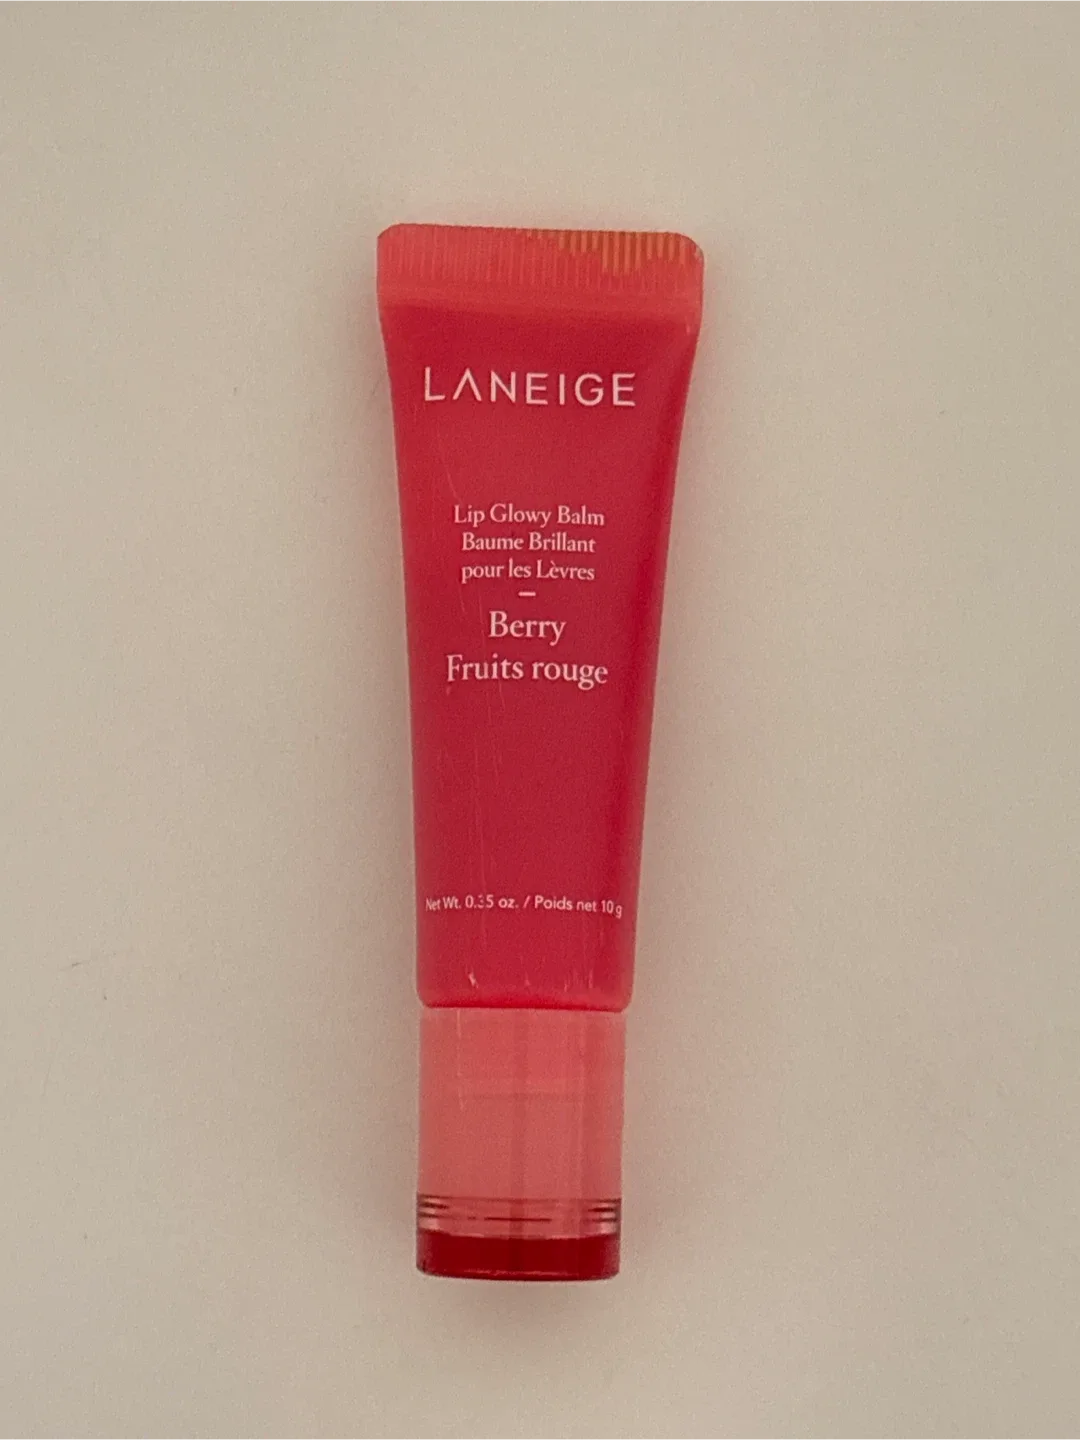 LANEIGE
Lip Glowy Balm
Baume Brillant
pour les Lèvres
Berry
Fruits rouge
Net Wt. 0.35 oz. / Poids net 10 g